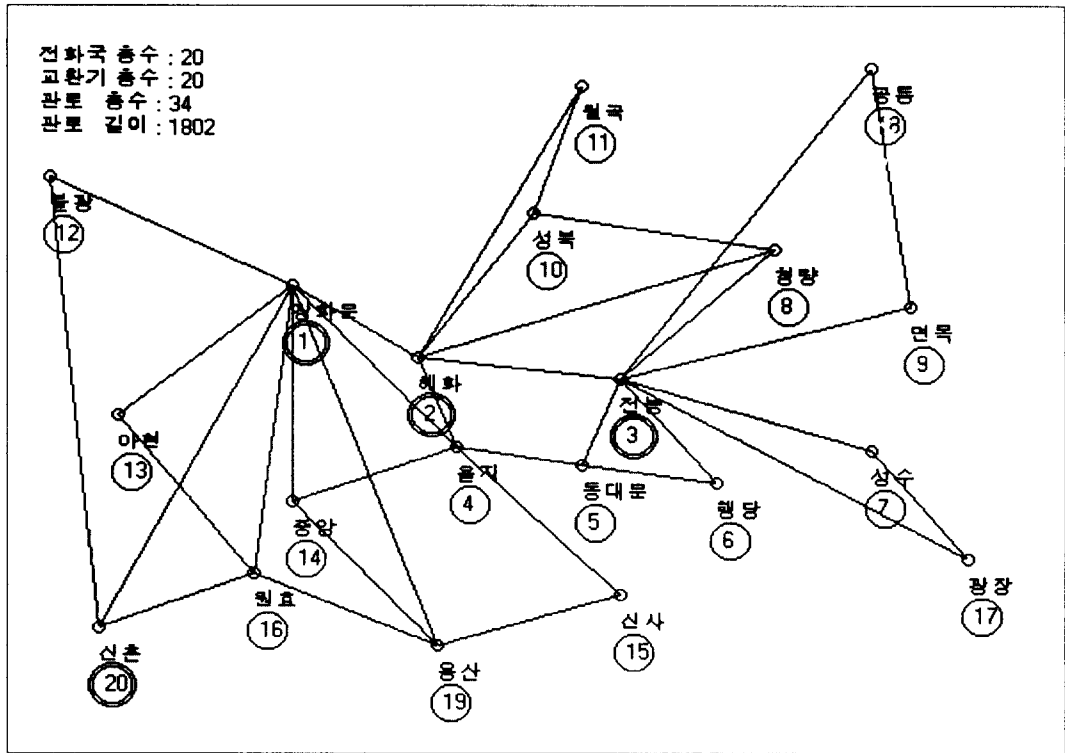 전화국 총수 : 20
교환기 총수 : 20
관로 총수 : 34
관로 길이 : 1802
월곡
11
공릉
18
불광
12
성북
10
청량
8
광화문
1
면목
9
혜화
2
전농
3
아현
13
을지
4
동대문
5
행당
6
성수
7
중앙
14
원효
16
신사
15
광장
17
신촌
20
용산
19